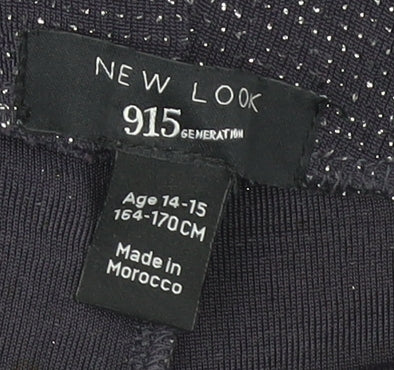 NEW LOOK
915 GENERATION
Age 14-15
164-170CM
Made in
Morocco